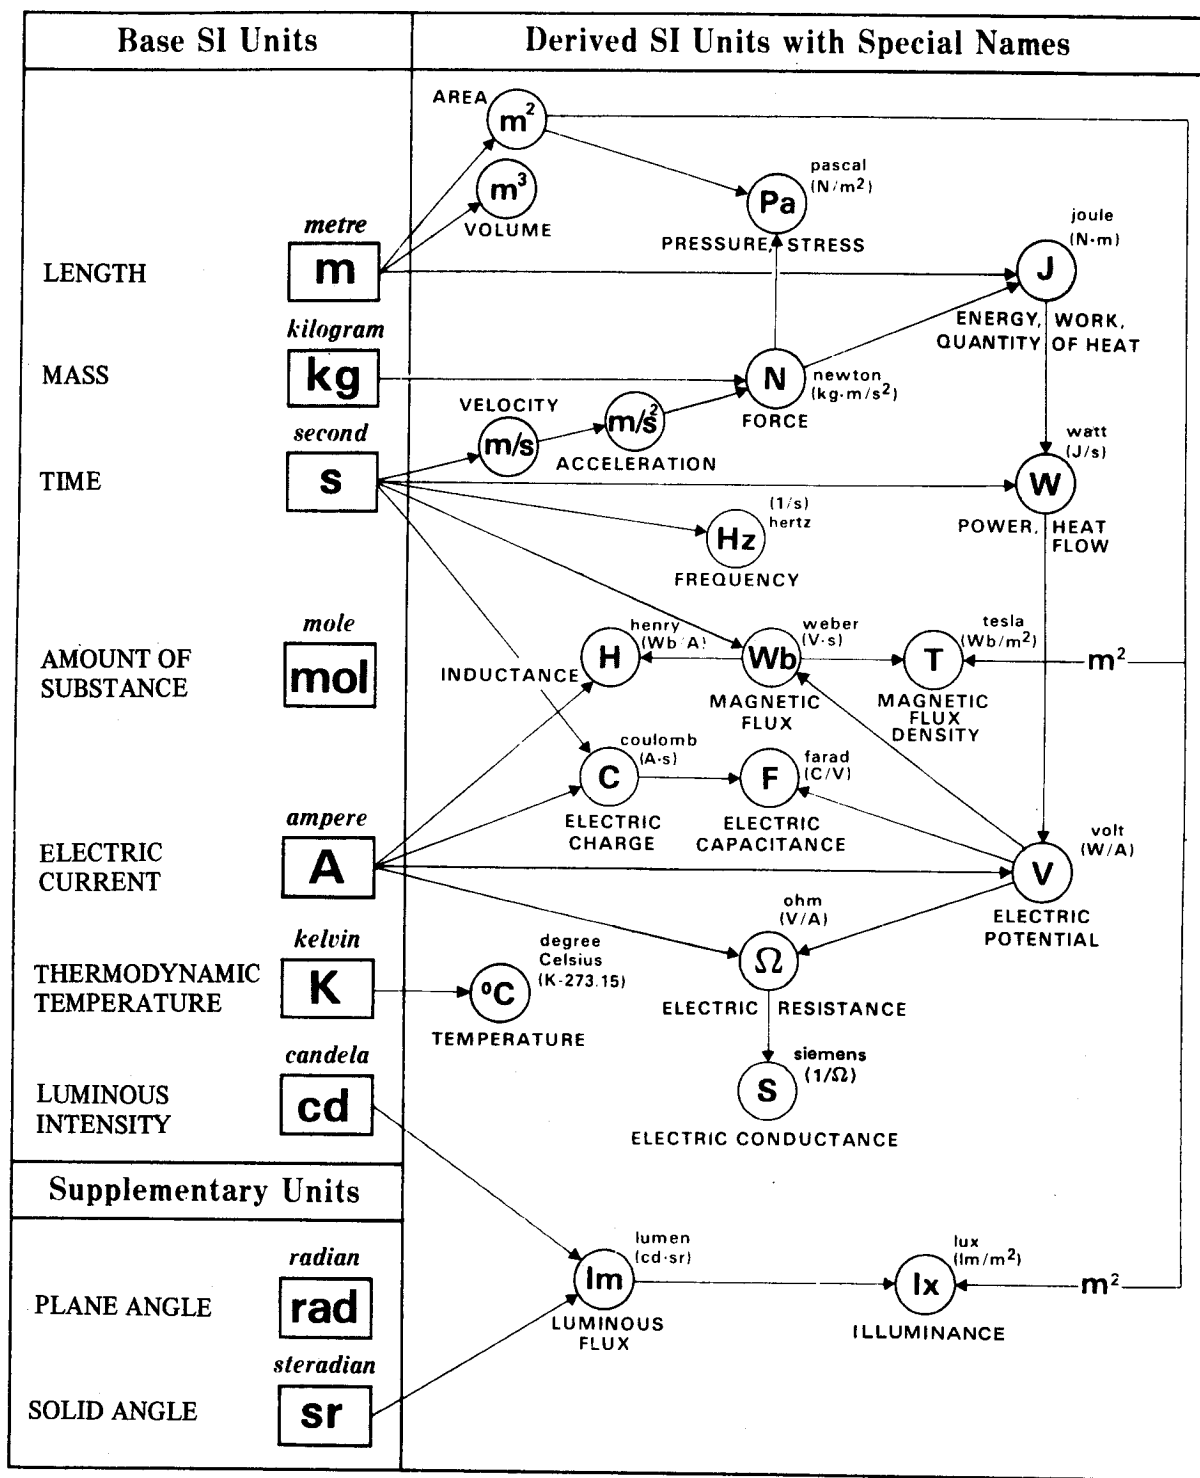 Base SI Units
Derived SI Units with Special Names
AREA
m²
m³
VOLUME
pascal
(N/m²)
Pa
PRESSURE, STRESS
metre
LENGTH
m
joule
(N·m)
J
ENERGY, WORK,
QUANTITY OF HEAT
kilogram
MASS
kg
N
newton
(kg·m/s²)
FORCE
VELOCITY
m/s
m/s²
ACCELERATION
second
TIME
s
watt
(J/s)
W
POWER, HEAT
FLOW
(1/s)
hertz
Hz
FREQUENCY
mole
AMOUNT OF
SUBSTANCE
mol
henry
(Wb/A)
H
INDUCTANCE
weber
(V·s)
Wb
MAGNETIC
FLUX
tesla
(Wb/m²)
T
m²
MAGNETIC
FLUX
DENSITY
coulomb
(A·s)
C
ELECTRIC
CHARGE
farad
(C/V)
F
ELECTRIC
CAPACITANCE
ampere
ELECTRIC
CURRENT
A
volt
(W/A)
V
ELECTRIC
POTENTIAL
ohm
(V/A)
Ω
ELECTRIC RESISTANCE
kelvin
THERMODYNAMIC
TEMPERATURE
K
degree
Celsius
(K-273.15)
°C
TEMPERATURE
siemens
(1/Ω)
S
ELECTRIC CONDUCTANCE
candela
LUMINOUS
INTENSITY
cd
Supplementary Units
radian
PLANE ANGLE
rad
lumen
(cd·sr)
lm
LUMINOUS
FLUX
lux
(lm/m²)
lx
m²
ILLUMINANCE
steradian
SOLID ANGLE
sr